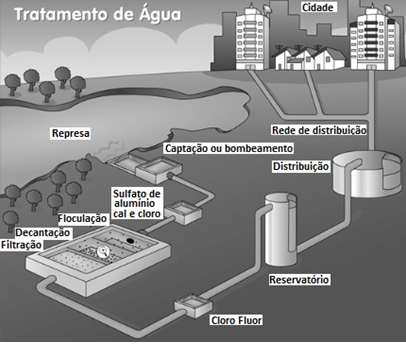 Tratamento de Água
Cidade
Represa
Captação ou bombeamento
Rede de distribuição
Distribuição
Sulfato de
alumínio
cal e cloro
Floculação
Decantação
Filtração
Reservatório
Cloro Fluor